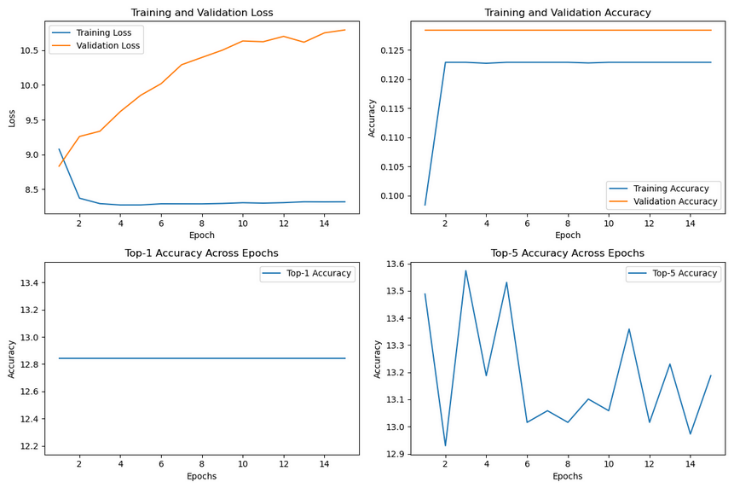 Training and Validation Loss
Training Loss
Validation Loss
10.5
10.0
9.5
9.0
8.5
Loss
2 4 6 8 10 12 14
Epoch
Training and Validation Accuracy
0.125
0.120
0.115
0.110
0.105
0.100
Accuracy
Training Accuracy
Validation Accuracy
2 4 6 8 10 12 14
Epoch
Top-1 Accuracy Across Epochs
Top-1 Accuracy
13.4
13.2
13.0
12.8
12.6
12.4
12.2
Accuracy
2 4 6 8 10 12 14
Epochs
Top-5 Accuracy Across Epochs
Top-5 Accuracy
13.6
13.5
13.4
13.3
13.2
13.1
13.0
12.9
Accuracy
2 4 6 8 10 12 14
Epochs